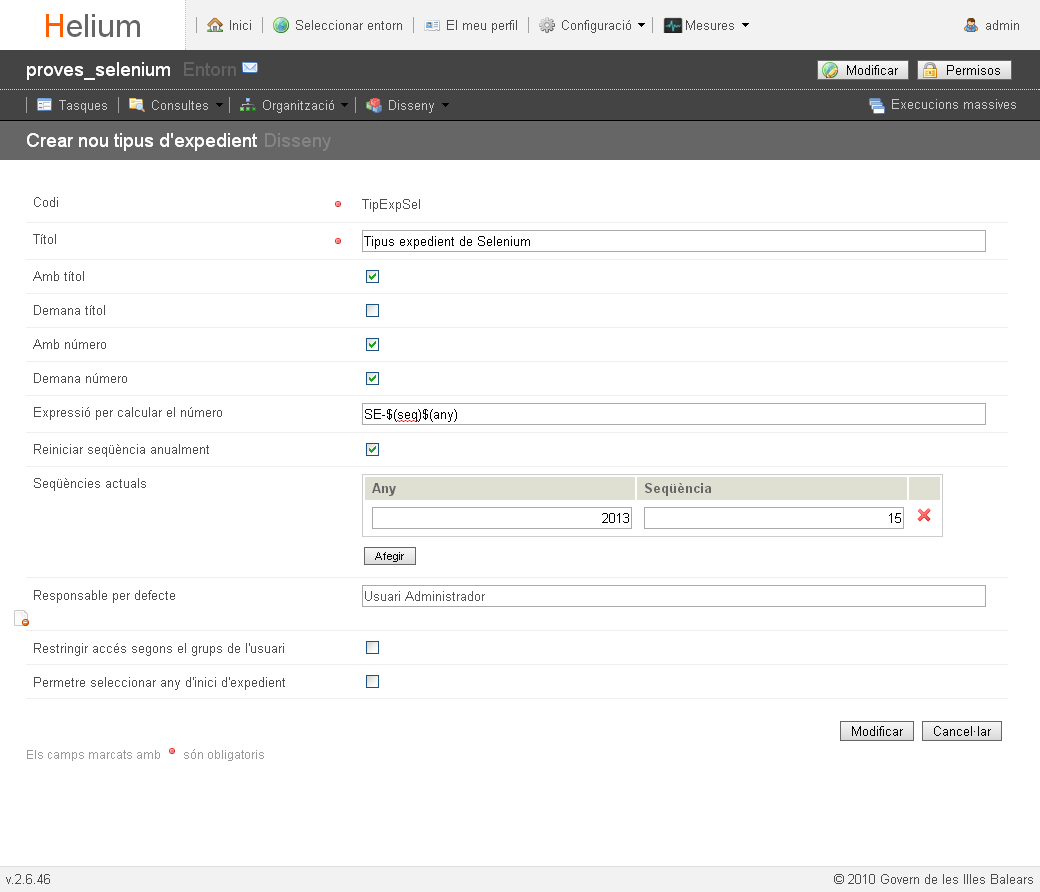 Helium
Inici Seleccionar entorn El meu perfil Configuració Mesures admin
proves_selenium Entorn Modificar Permisos
Tasques Consultes Organització Disseny Execucions massives
Crear nou tipus d'expedient Disseny
Codi TipExpSel
Títol Tipus expedient de Selenium
Amb títol
Demana títol
Amb número
Demana número
Expressió per calcular el número SE-$(seq)$(any)
Reiniciar seqüència anualment
Seqüències actuals Any Seqüència
2013 15
Afegir
Responsable per defecte Usuari Administrador
Restringir accés segons el grups de l'usuari
Permetre seleccionar any d'inici d'expedient
Modificar Cancel·lar
Els camps marcats amb són obligatoris
v.2.6.46 © 2010 Govern de les Illes Balears